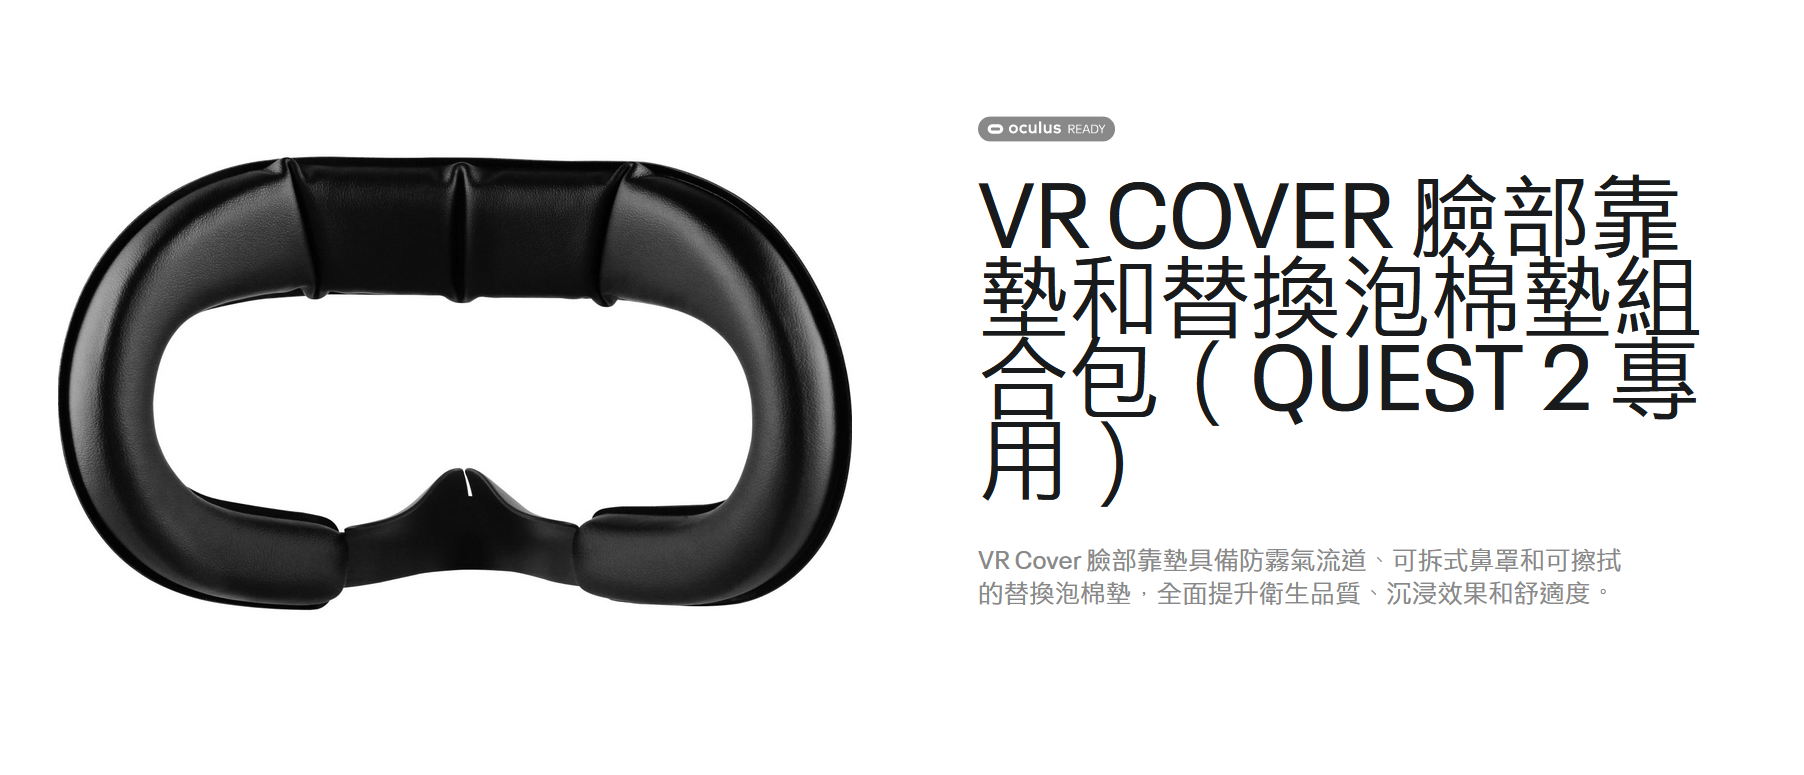 oculus READY
VR COVER 臉部靠
墊和替換泡棉墊組
合包（QUEST 2 專
用）
VR Cover 臉部靠墊具備防霧氣流道、可拆式鼻罩和可擦拭
的替換泡棉墊，全面提升衛生品質、沉浸效果和舒適度。